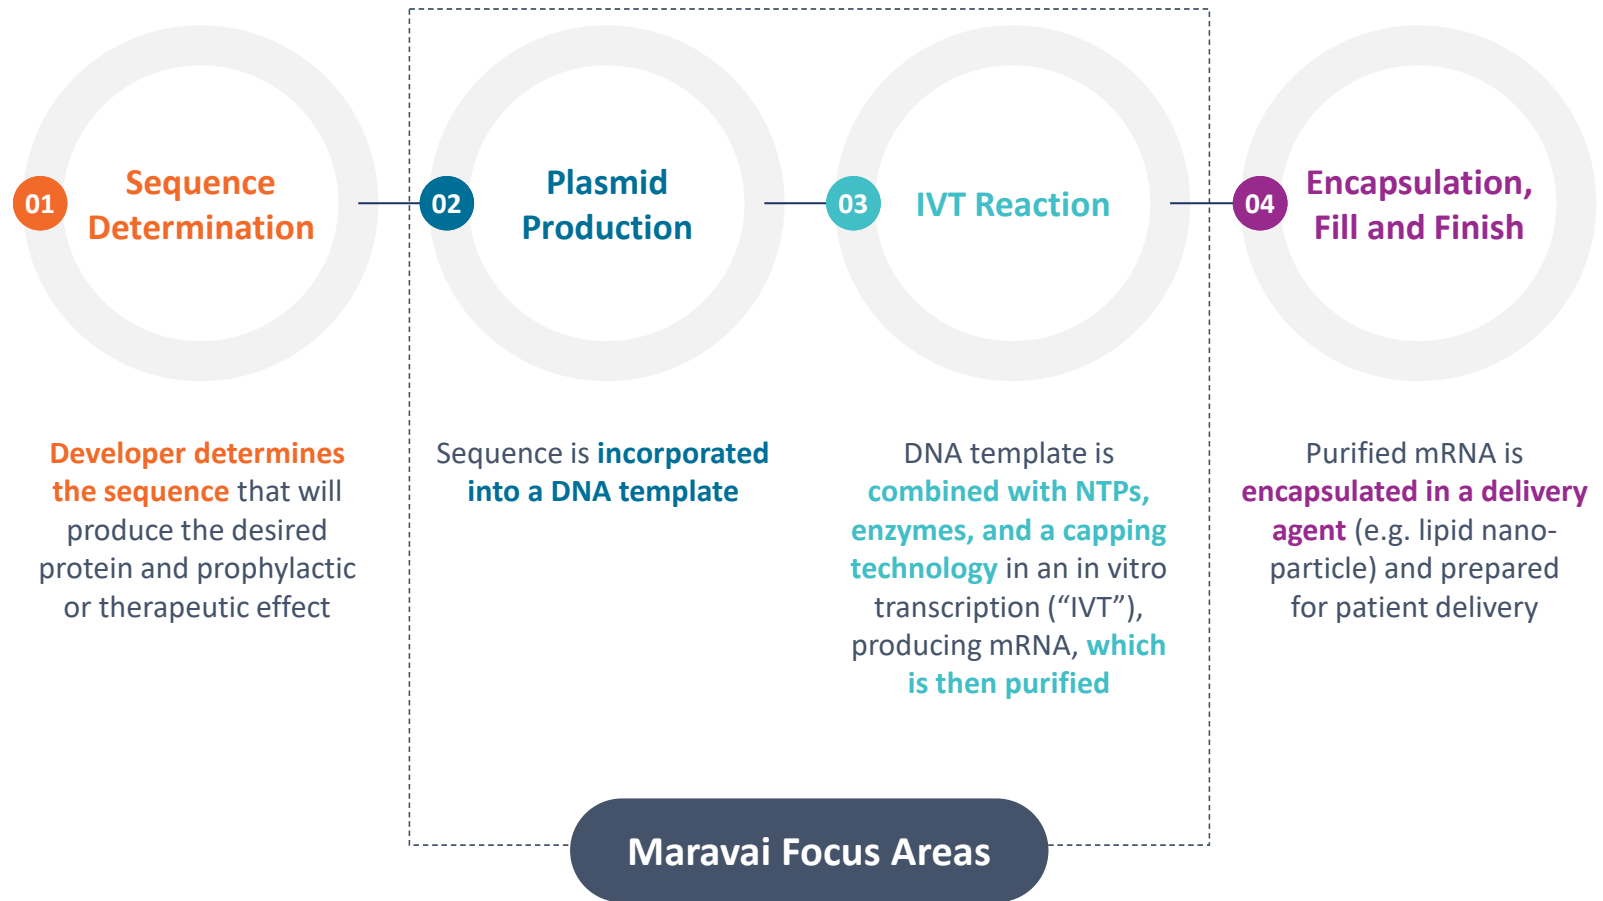 01
Sequence
Determination
02
Plasmid
Production
03
IVT Reaction
04
Encapsulation,
Fill and Finish
Developer determines
the sequence that will
produce the desired
protein and prophylactic
or therapeutic effect
Sequence is incorporated
into a DNA template
DNA template is
combined with NTPs,
enzymes, and a capping
technology in an in vitro
transcription (“IVT”),
producing mRNA, which
is then purified
Purified mRNA is
encapsulated in a delivery
agent (e.g. lipid nano-
particle) and prepared
for patient delivery
Maravai Focus Areas